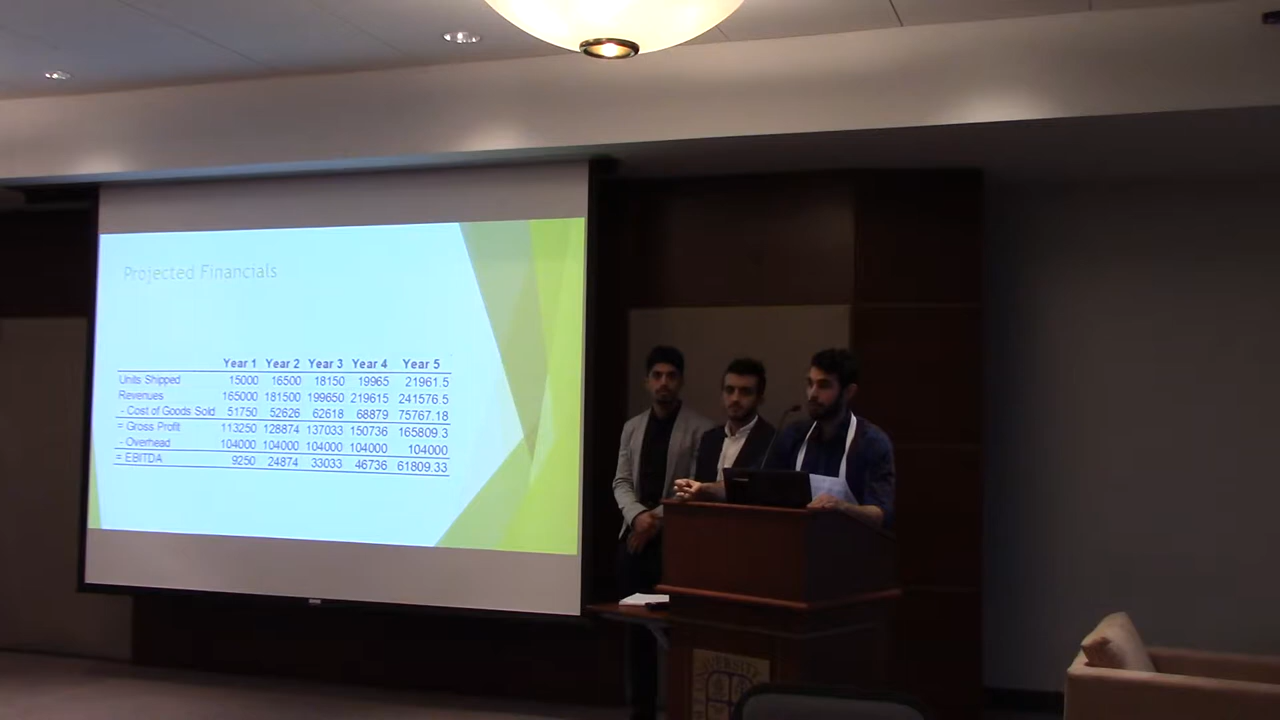 Projected Financials
Year 1 Year 2 Year 3 Year 4 Year 5
Units Shipped 15000 16500 18150 19965 21961.5
Revenues 165000 181500 199650 219615 241576.5
- Cost of Goods Sold 51750 52626 62618 68879 75767.18
= Gross Profit 113250 128874 137033 150736 165809.3
- Overhead 104000 104000 104000 104000 104000
= EBITDA 9250 24874 33033 46736 61809.33
UNIVERSITY